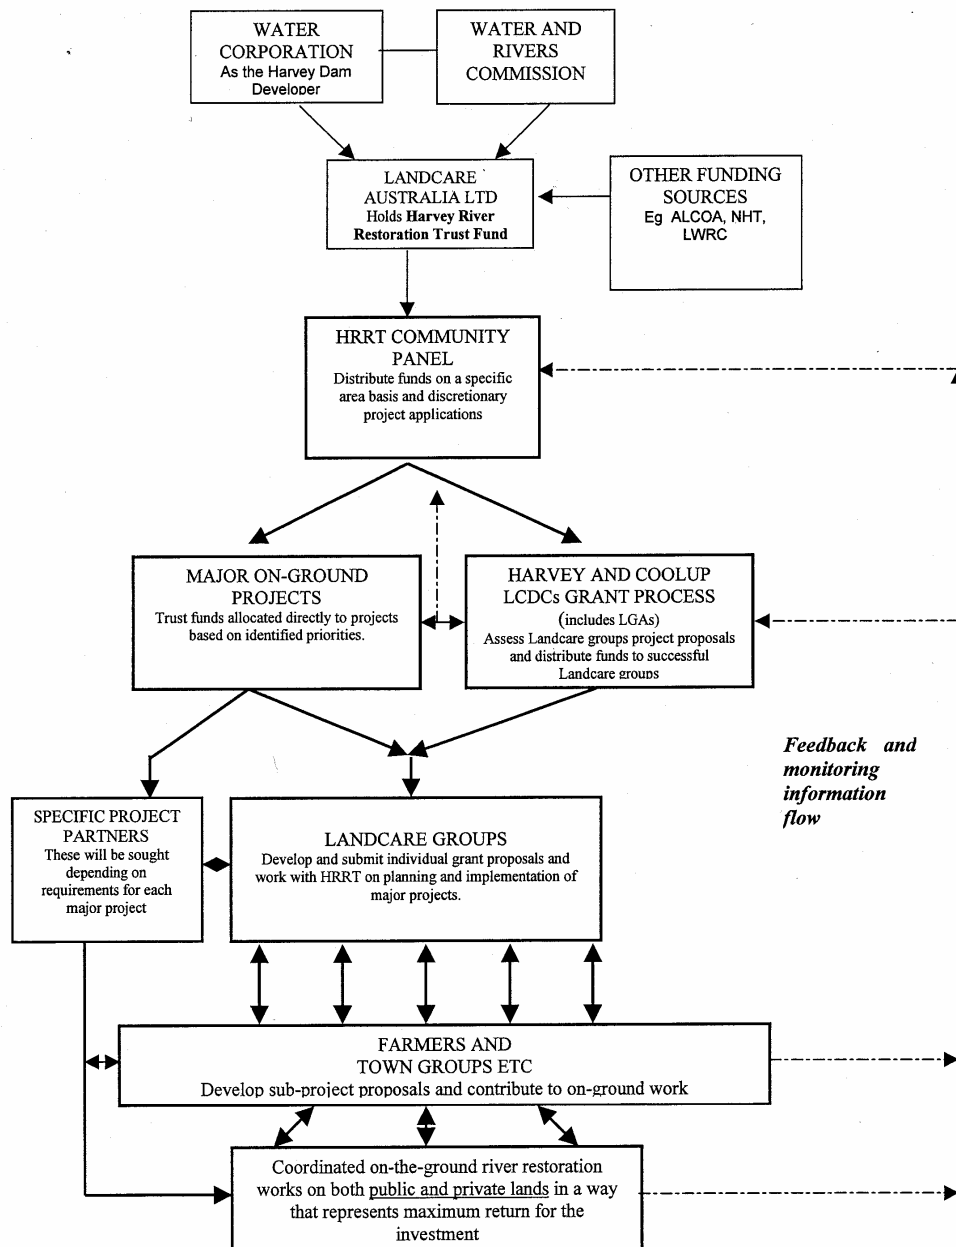 WATER
CORPORATION
As the Harvey Dam
Developer
WATER AND
RIVERS
COMMISSION
LANDCARE
AUSTRALIA LTD
Holds Harvey River
Restoration Trust Fund
OTHER FUNDING
SOURCES
Eg ALCOA, NHT,
LWRC
HRRT COMMUNITY
PANEL
Distribute funds on a specific
area basis and discretionary
project applications
MAJOR ON-GROUND
PROJECTS
Trust funds allocated directly to projects
based on identified priorities.
HARVEY AND COOLUP
LCDCs GRANT PROCESS
(includes LGAs)
Assess Landcare groups project proposals
and distribute funds to successful
Landcare groups
Feedback and
monitoring
information
flow
SPECIFIC PROJECT
PARTNERS
These will be sought
depending on
requirements for each
major project
LANDCARE GROUPS
Develop and submit individual grant proposals and
work with HRRT on planning and implementation of
major projects.
FARMERS AND
TOWN GROUPS ETC
Develop sub-project proposals and contribute to on-ground work
Coordinated on-the-ground river restoration
works on both public and private lands in a way
that represents maximum return for the
investment